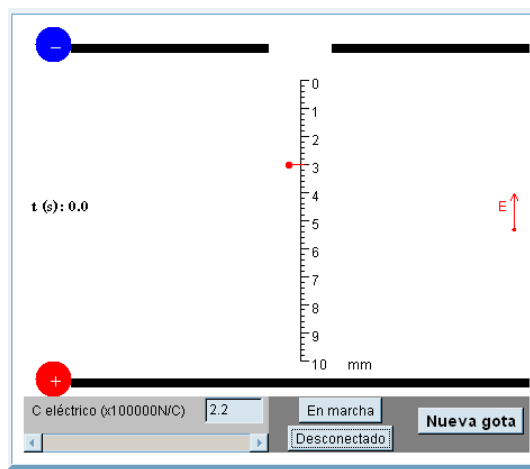 −
0
1
2
3
4
t (s): 0.0
E
5
6
7
8
9
10 mm
+
C eléctrico (x100000N/C) 2.2 En marcha
Nueva gota
Desconectado